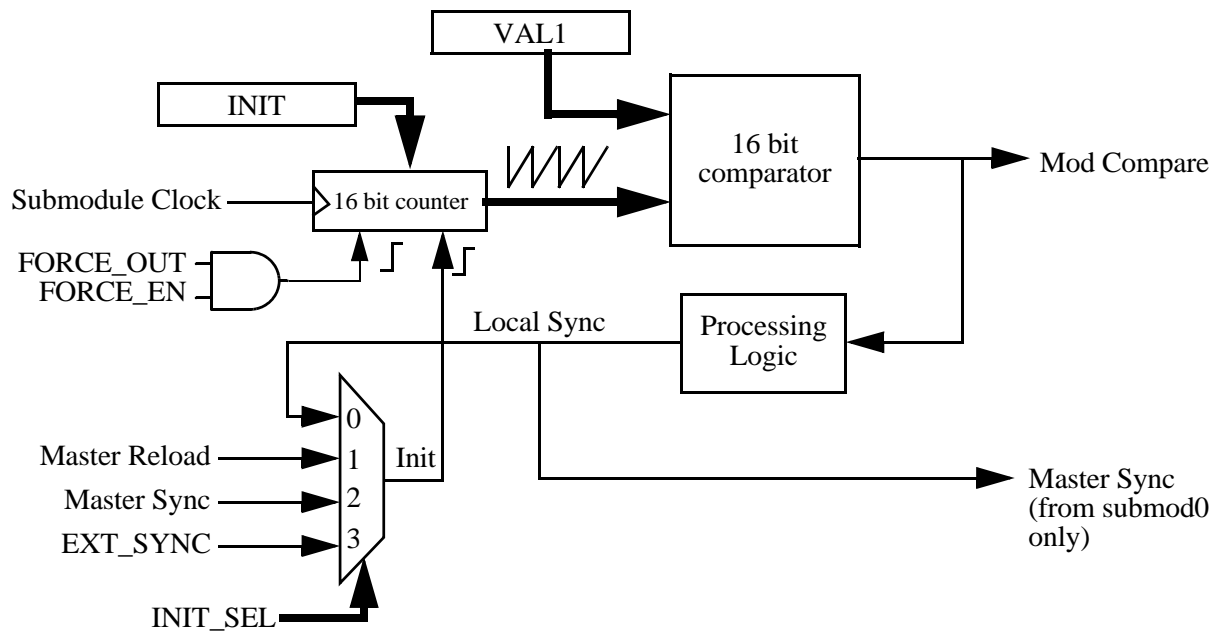 VAL1
INIT
16 bit
comparator
Mod Compare
Submodule Clock
16 bit counter
FORCE_OUT
FORCE_EN
Local Sync
Processing
Logic
0
Master Reload
1
Init
Master Sync
2
EXT_SYNC
3
Master Sync
(from submod0
only)
INIT_SEL